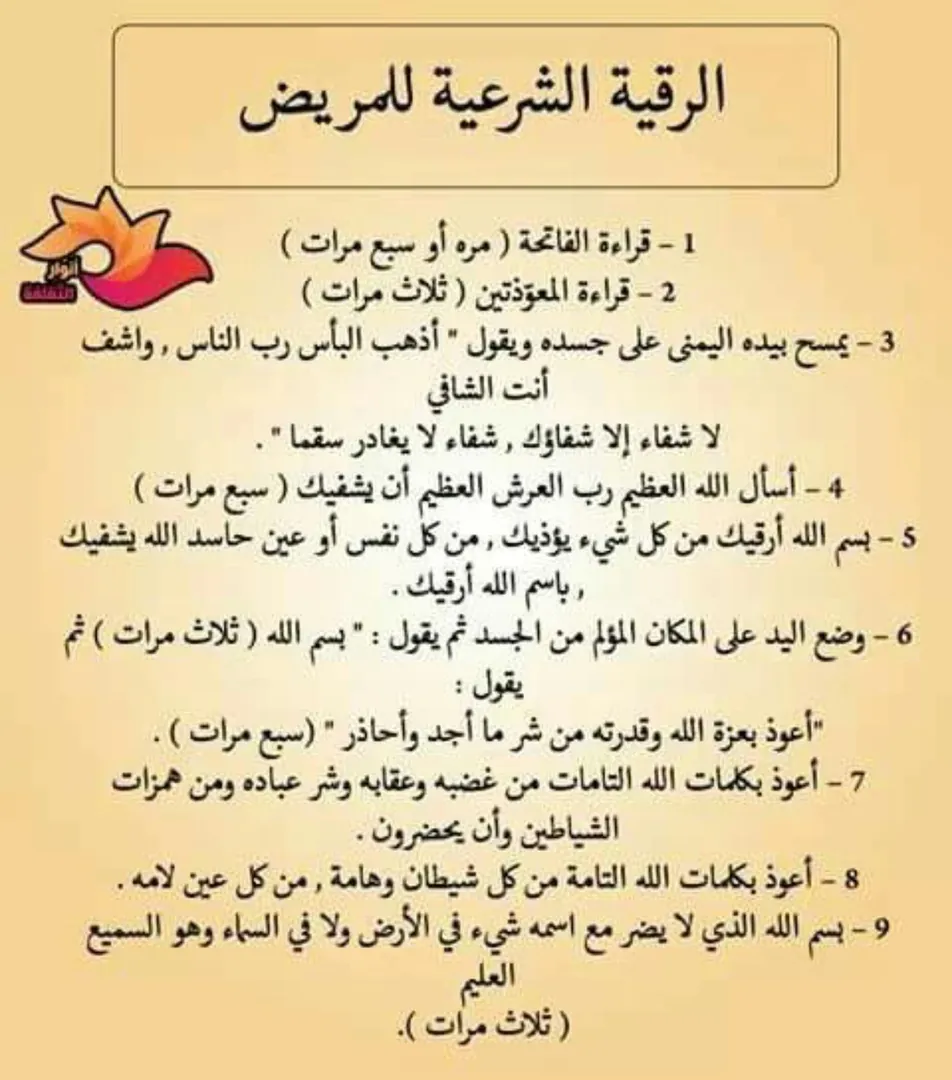 الرقية الشرعية للمريض
أنوار
الثقافة
1 - قراءة الفاتحة ( مره أو سبع مرات )
2 - قراءة المعوّذتين ( ثلاث مرات )
3 - يمسح بيده اليمنى على جسده ويقول " أذهب البأس رب الناس , واشف
أنت الشافي
لا شفاء إلا شفاؤك , شفاء لا يغادر سقما " .
4 - أسأل الله العظيم رب العرش العظيم أن يشفيك ( سبع مرات )
5 - بسم الله أرقيك من كل شيء يؤذيك , من كل نفس أو عين حاسد الله يشفيك
, باسم الله أرقيك .
6 - وضع اليد على المكان المؤلم من الجسد ثم يقول : " بسم الله ( ثلاث مرات ) ثم
يقول :
"أعوذ بعزة الله وقدرته من شر ما أجد وأحاذر " (سبع مرات ) .
7 - أعوذ بكلمات الله التامات من غضبه وعقابه وشر عباده ومن همزات
الشياطين وأن يحضرون .
8 - أعوذ بكلمات الله التامة من كل شيطان وهامة , من كل عين لامه .
9 - بسم الله الذي لا يضر مع اسمه شيء في الأرض ولا في السماء وهو السميع
العليم
( ثلاث مرات ).